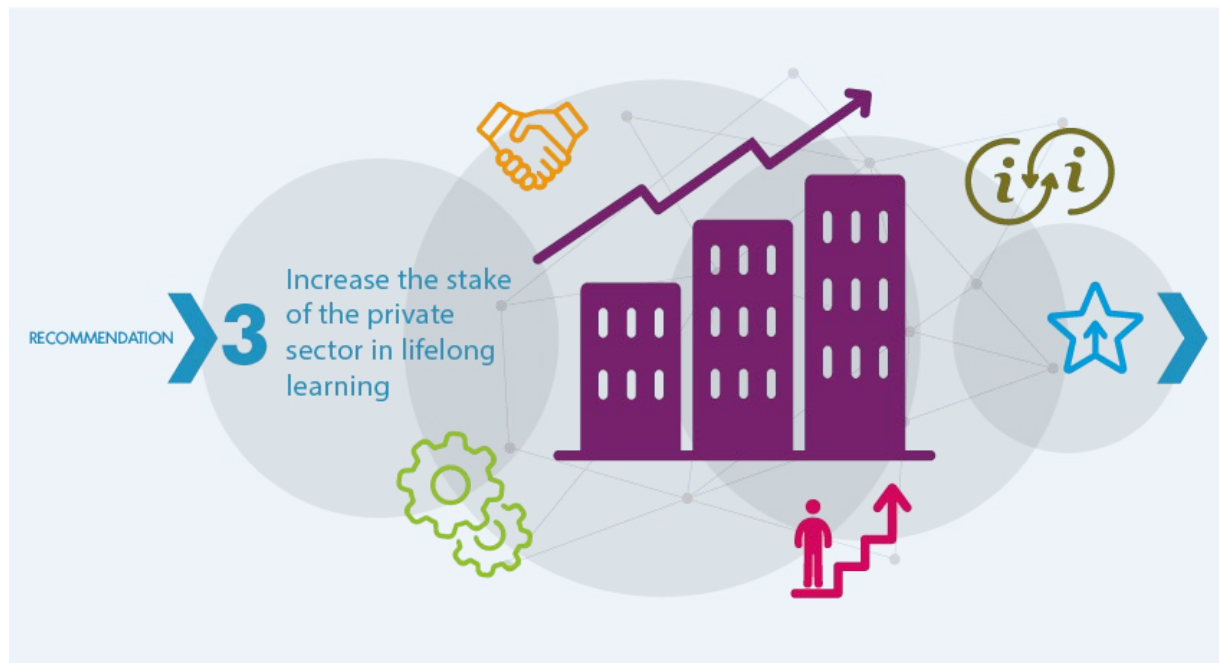 RECOMMENDATION
3
Increase the stake
of the private
sector in lifelong
learning
i i